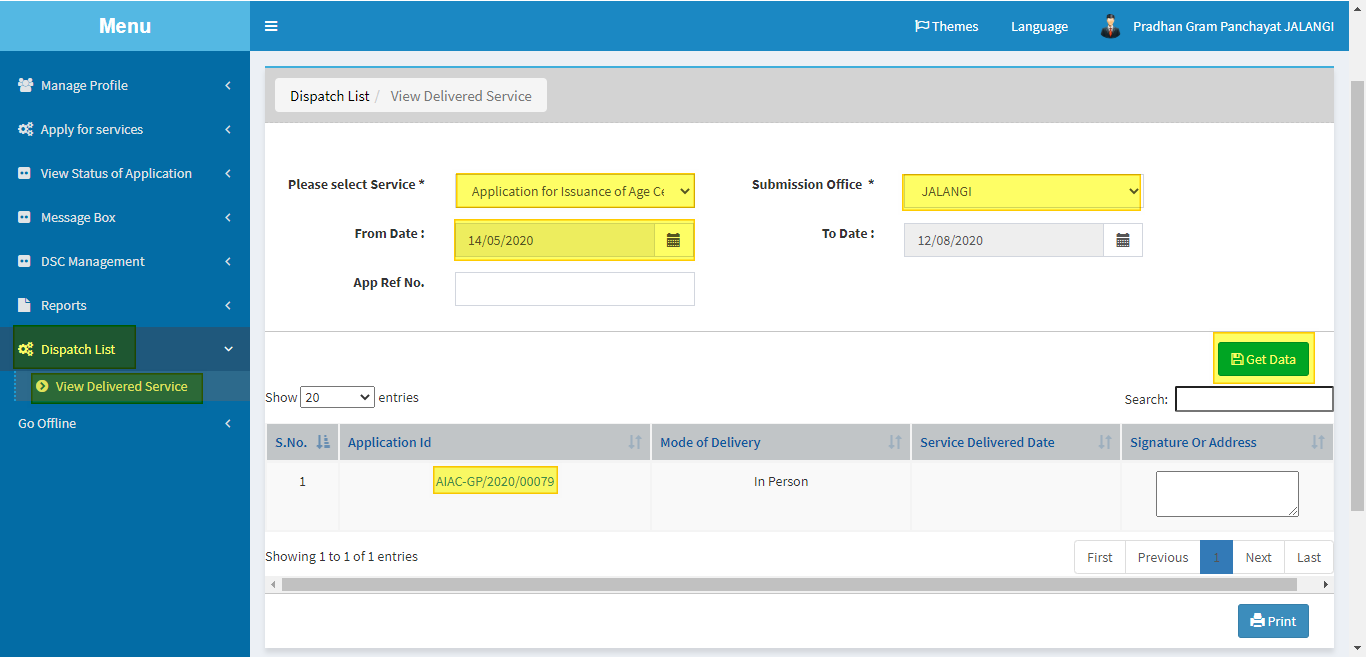 Menu
Themes Language Pradhan Gram Panchayat JALANGI
Manage Profile
Apply for services
View Status of Application
Message Box
DSC Management
Reports
Dispatch List
View Delivered Service
Go Offline
Dispatch List / View Delivered Service
Please select Service * Application for Issuance of Age Ce Submission Office * JALANGI
From Date : 14/05/2020 To Date : 12/08/2020
App Ref No.
Get Data
Show 20 entries Search:
S.No. Application Id Mode of Delivery Service Delivered Date Signature Or Address
1 AIAC-GP/2020/00079 In Person
Showing 1 to 1 of 1 entries First Previous 1 Next Last
Print